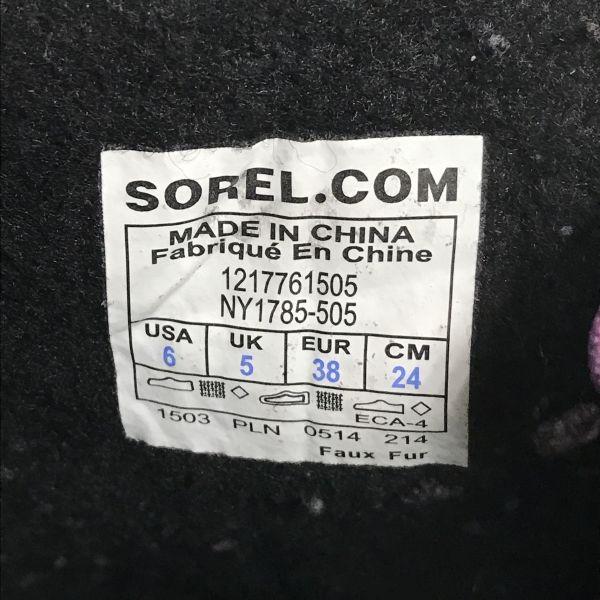 SOREL.COM
MADE IN CHINA
Fabriqué En Chine
1217761505
NY1785-505
USA UK EUR CM
6 5 38 24
ECA-4
1503 PLN 0514 214
Faux Fur